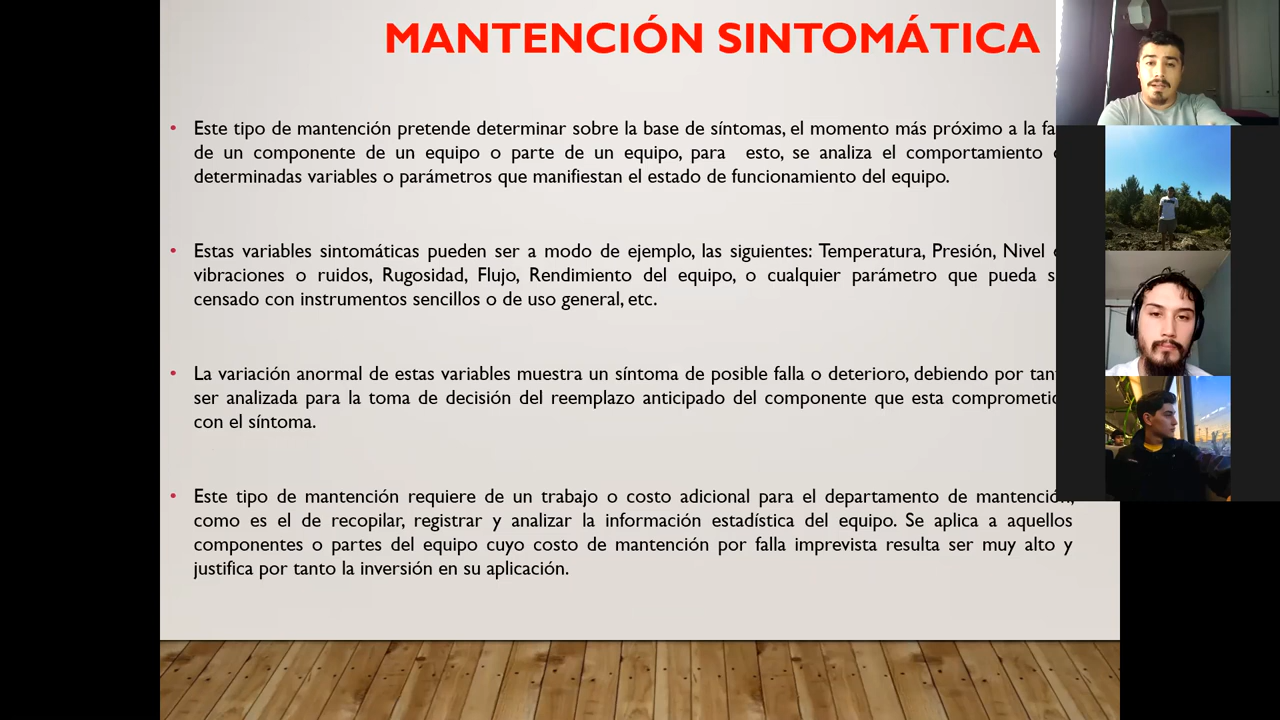 MANTENCIÓN SINTOMÁTICA
• Este tipo de mantención pretende determinar sobre la base de síntomas, el momento más próximo a la
de un componente de un equipo o parte de un equipo, para esto, se analiza el comportamiento
determinadas variables o parámetros que manifiestan el estado de funcionamiento del equipo.
• Estas variables sintomáticas pueden ser a modo de ejemplo, las siguientes: Temperatura, Presión, Nivel
vibraciones o ruidos, Rugosidad, Flujo, Rendimiento del equipo, o cualquier parámetro que pueda
censado con instrumentos sencillos o de uso general, etc.
• La variación anormal de estas variables muestra un síntoma de posible falla o deterioro, debiendo por
ser analizada para la toma de decisión del reemplazo anticipado del componente que esta
con el síntoma.
• Este tipo de mantención requiere de un trabajo o costo adicional para el departamento de mantención,
como es el de recopilar, registrar y analizar la información estadística del equipo. Se aplica a aquellos
componentes o partes del equipo cuyo costo de mantención por falla imprevista resulta ser muy alto y
justifica por tanto la inversión en su aplicación.